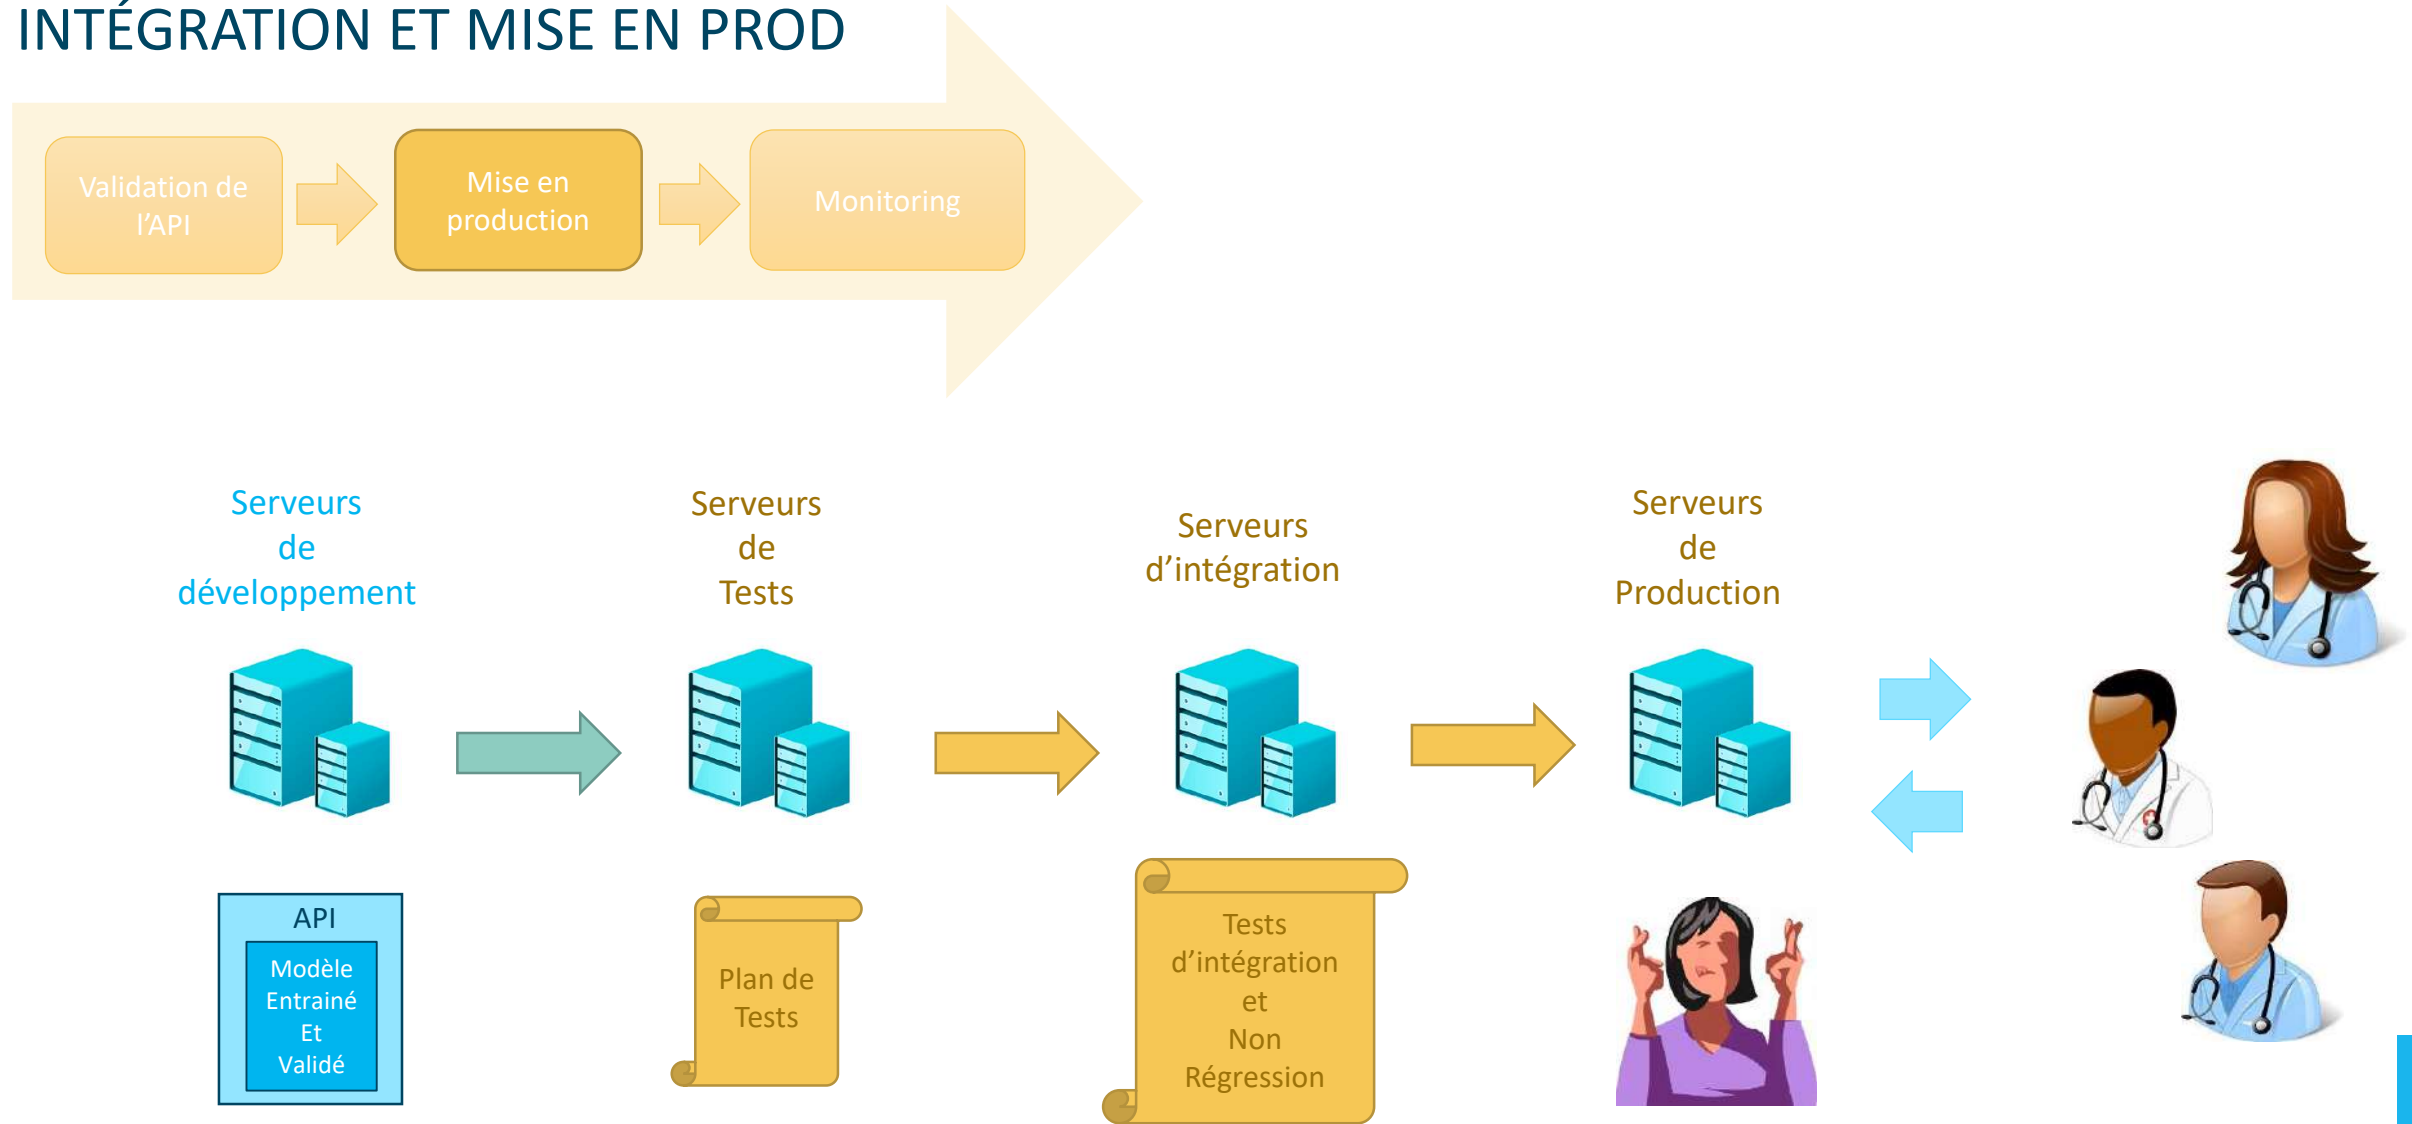 INTÉGRATION ET MISE EN PROD
Validation de
l'API
Mise en
production
Monitoring
Serveurs
de
développement
Serveurs
de
Tests
Serveurs
d'intégration
Serveurs
de
Production
API
Modèle
Entrainé
Et
Validé
Plan de
Tests
Tests
d'intégration
et
Non
Régression